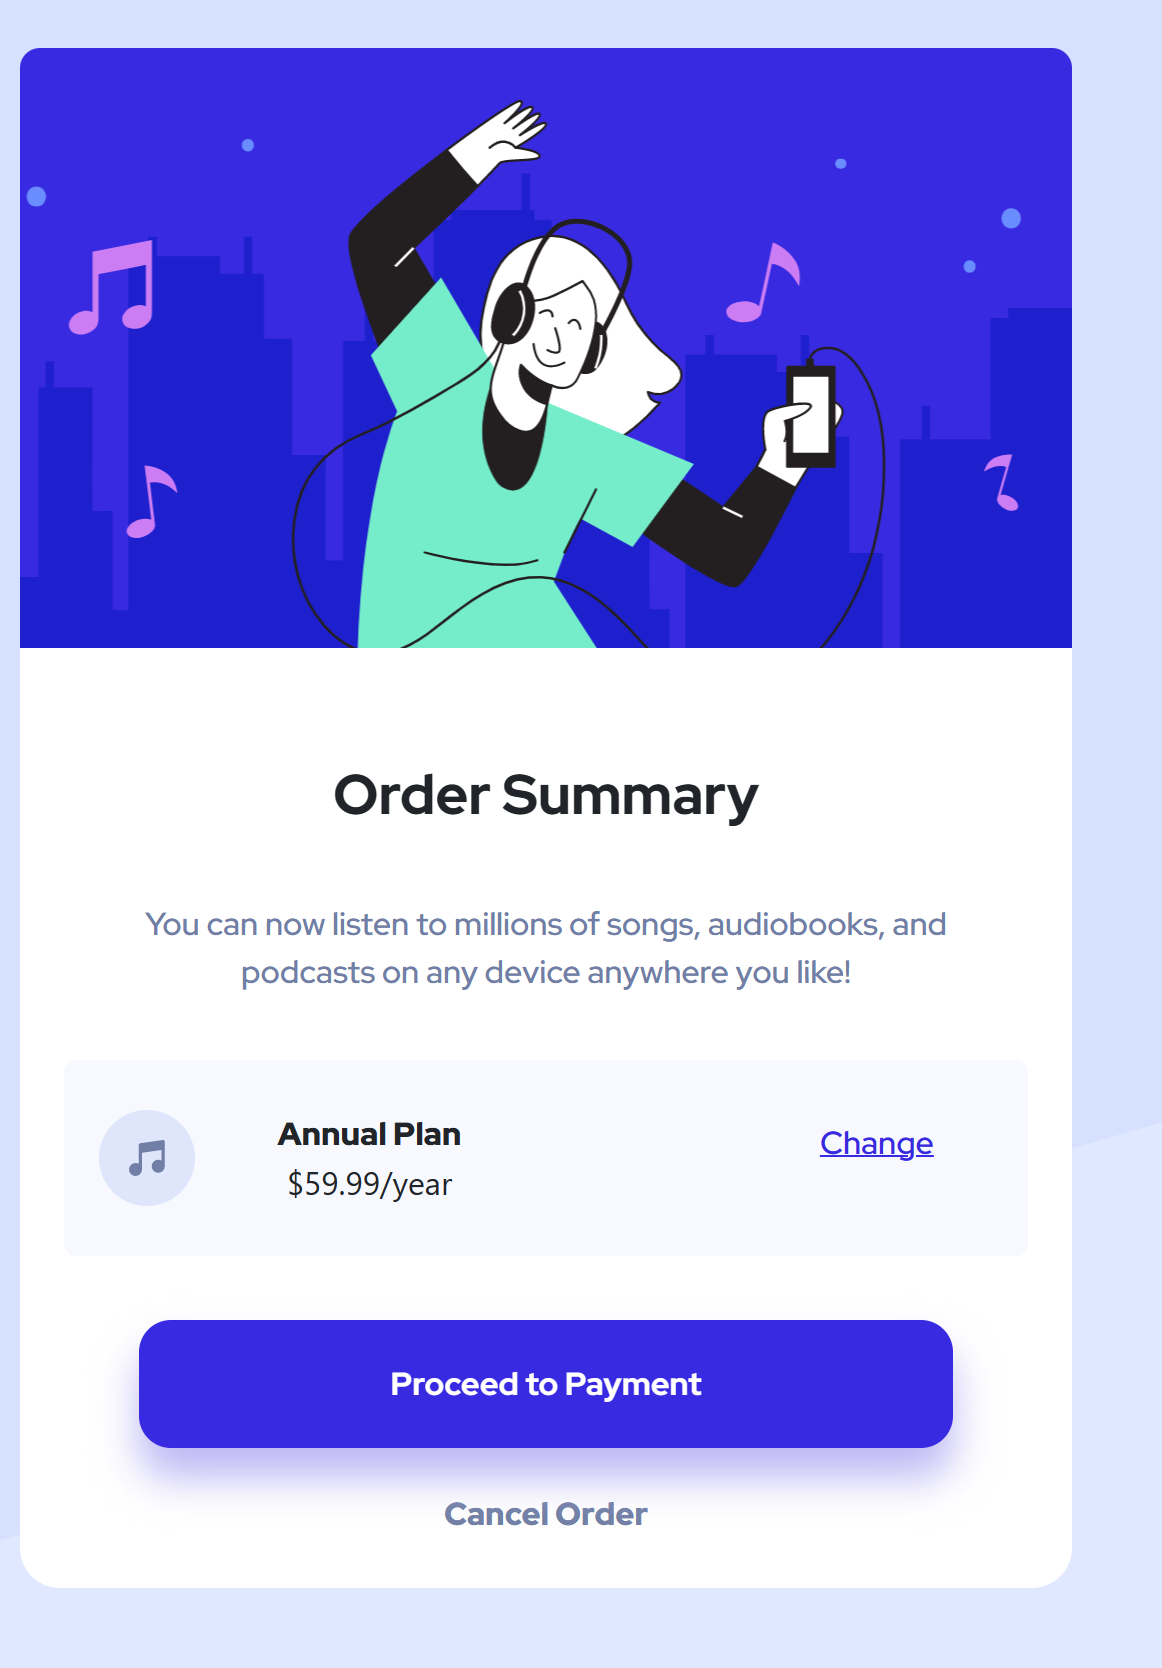 Order Summary
You can now listen to millions of songs, audiobooks, and
podcasts on any device anywhere you like!
Annual Plan
$59.99/year
Change
Proceed to Payment
Cancel Order